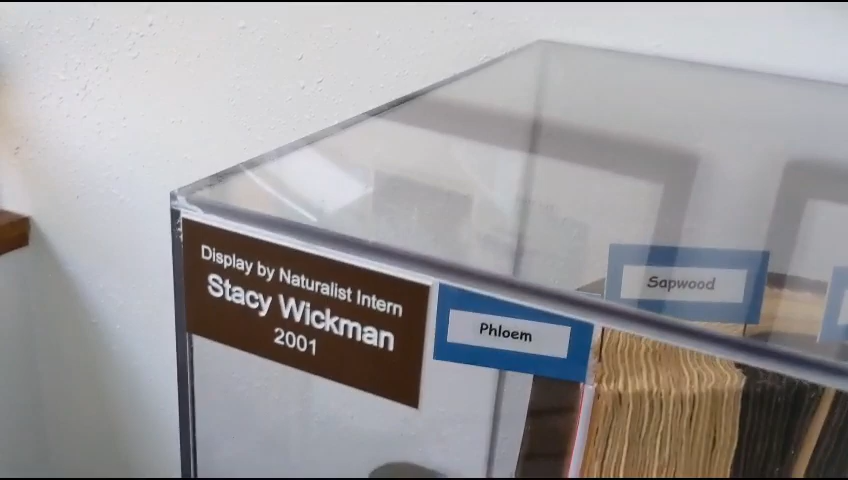 Display by Naturalist Intern
Stacy Wickman
2001
Phloem
Sapwood